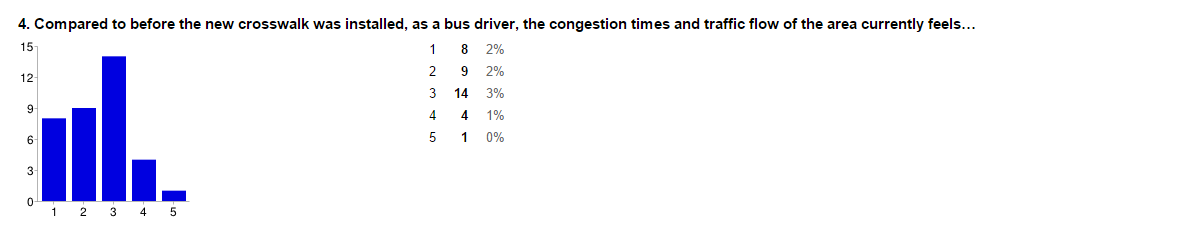 4. Compared to before the new crosswalk was installed, as a bus driver, the congestion times and traffic flow of the area currently feels…
15
12
9
6
3
0
1 2 3 4 5
1 8 2%
2 9 2%
3 14 3%
4 4 1%
5 1 0%